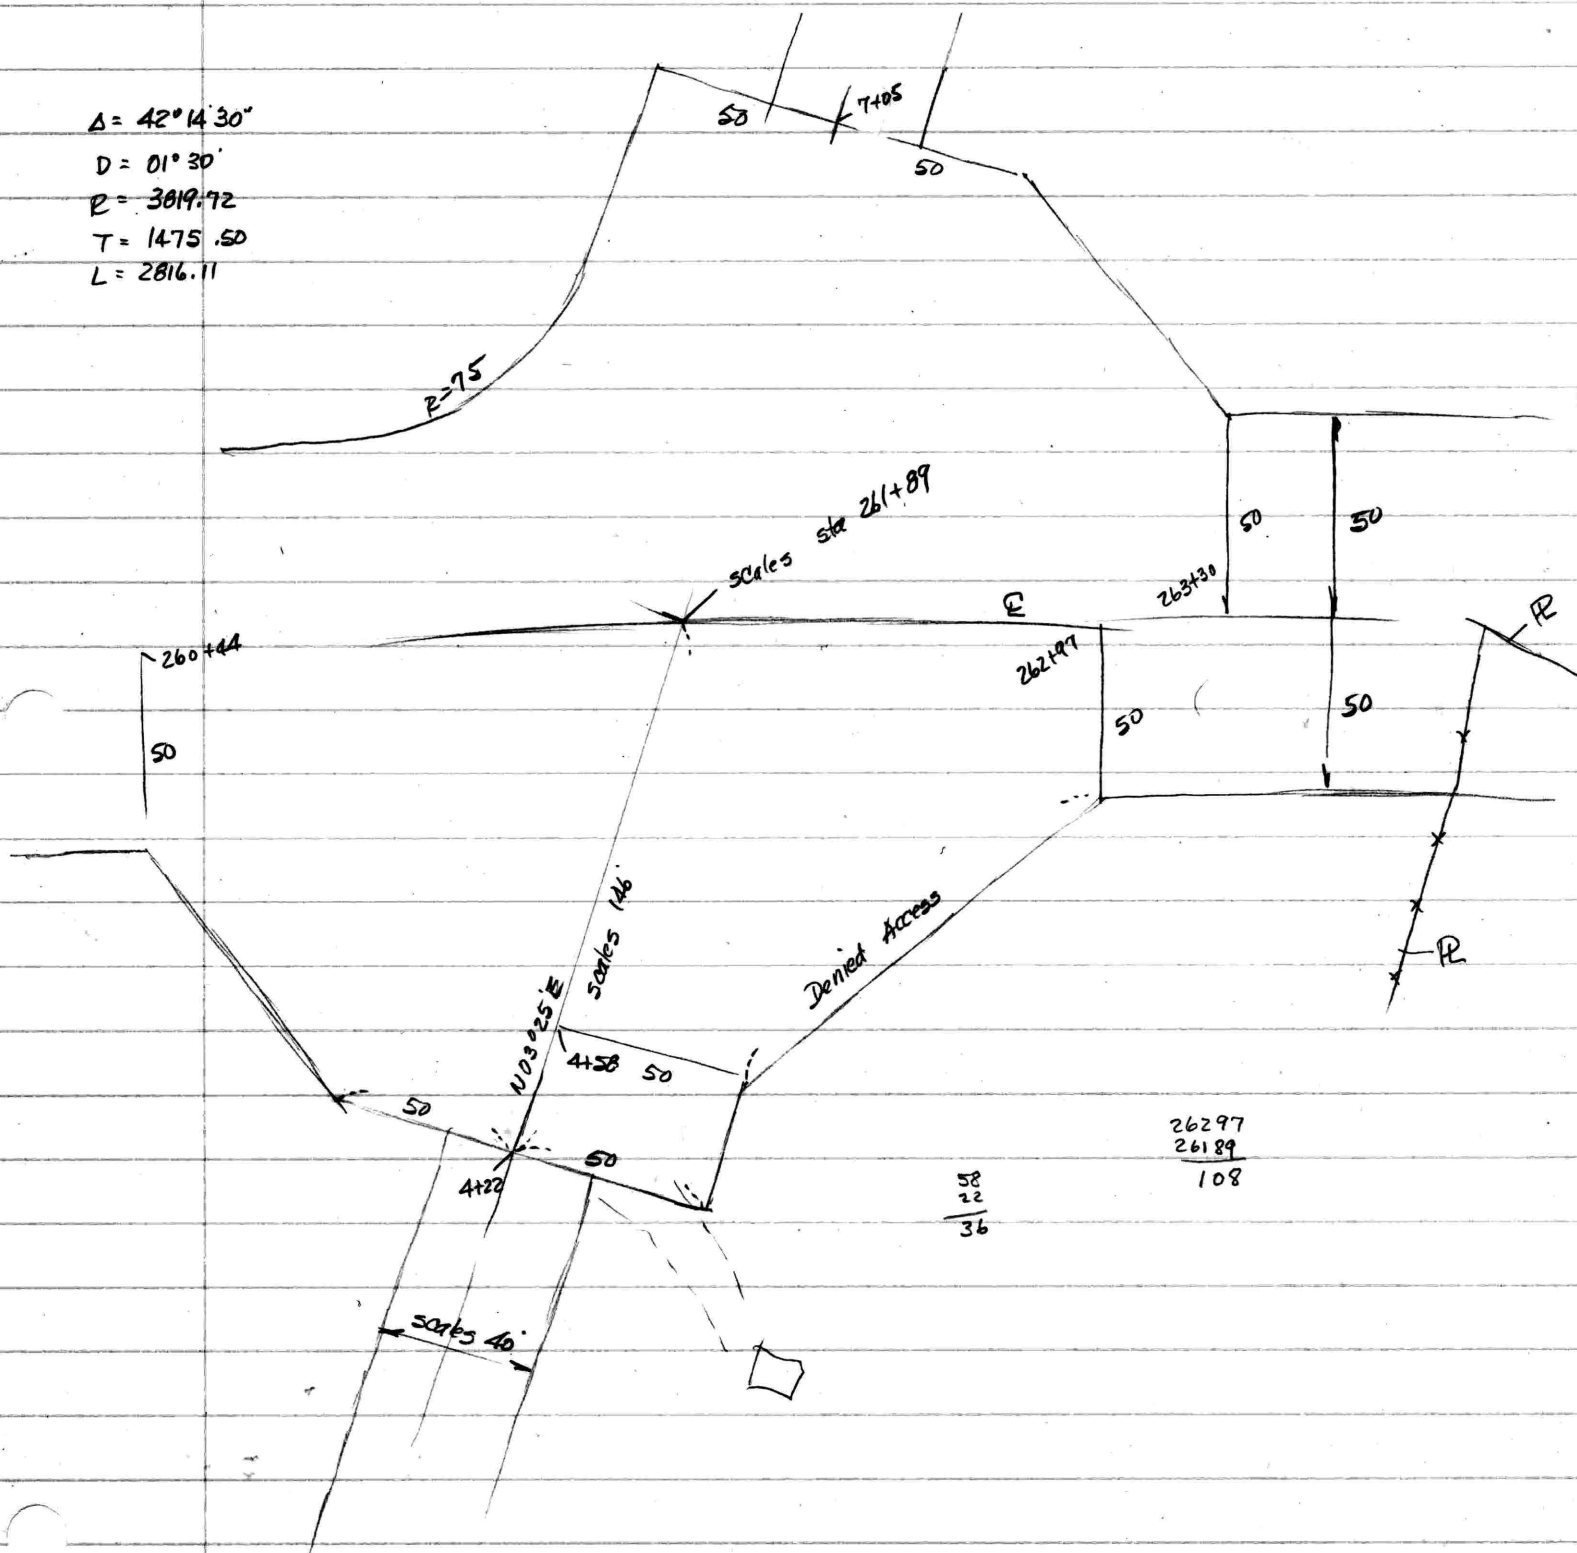 Δ = 42°14'30"
D = 01°30'
R = 3819.72
T = 1475.50
L = 2816.11
50
7+05
50
R=75
scales sta 261+89
50
50
263+30
℄
PL
260+44
262+97
50
50
50
scales 146'
Denied Access
PL
N03°25'E
4+58
50
50
50
4+22
26297
26189
108
58
22
36
scales 40'